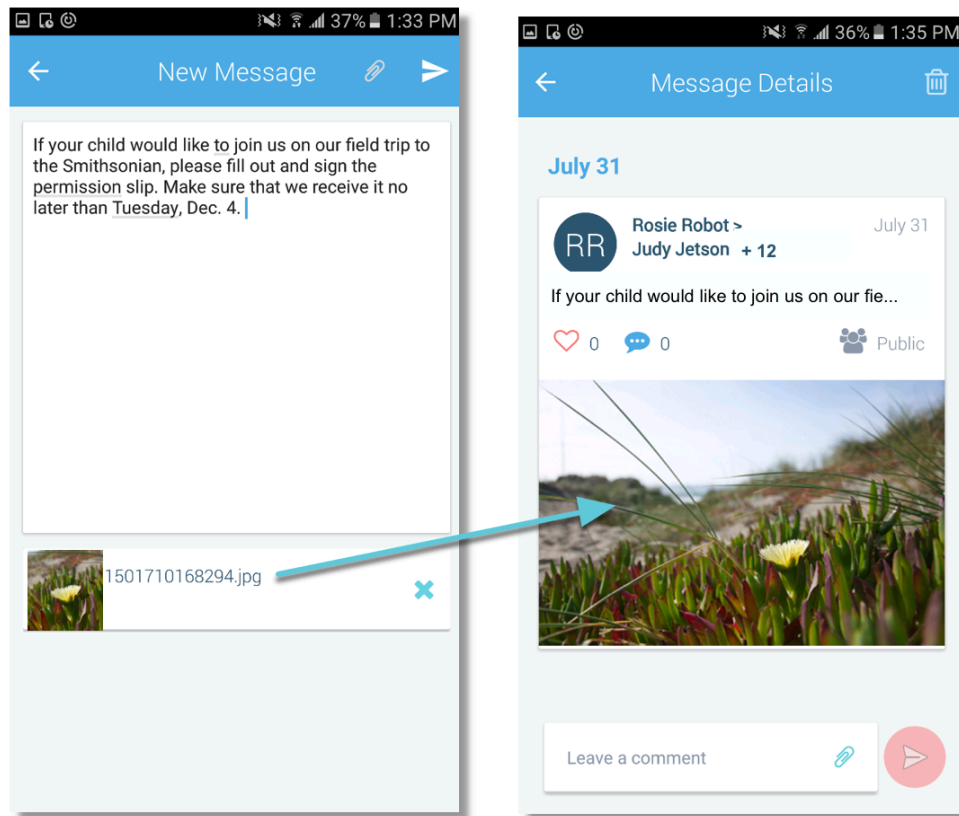 37% 1:33 PM
New Message
If your child would like to join us on our field trip to
the Smithsonian, please fill out and sign the
permission slip. Make sure that we receive it no
later than Tuesday, Dec. 4.
1501710168294.jpg
36% 1:35 PM
Message Details
July 31
RR
Rosie Robot >
Judy Jetson + 12
July 31
If your child would like to join us on our fie...
0
0
Public
Leave a comment